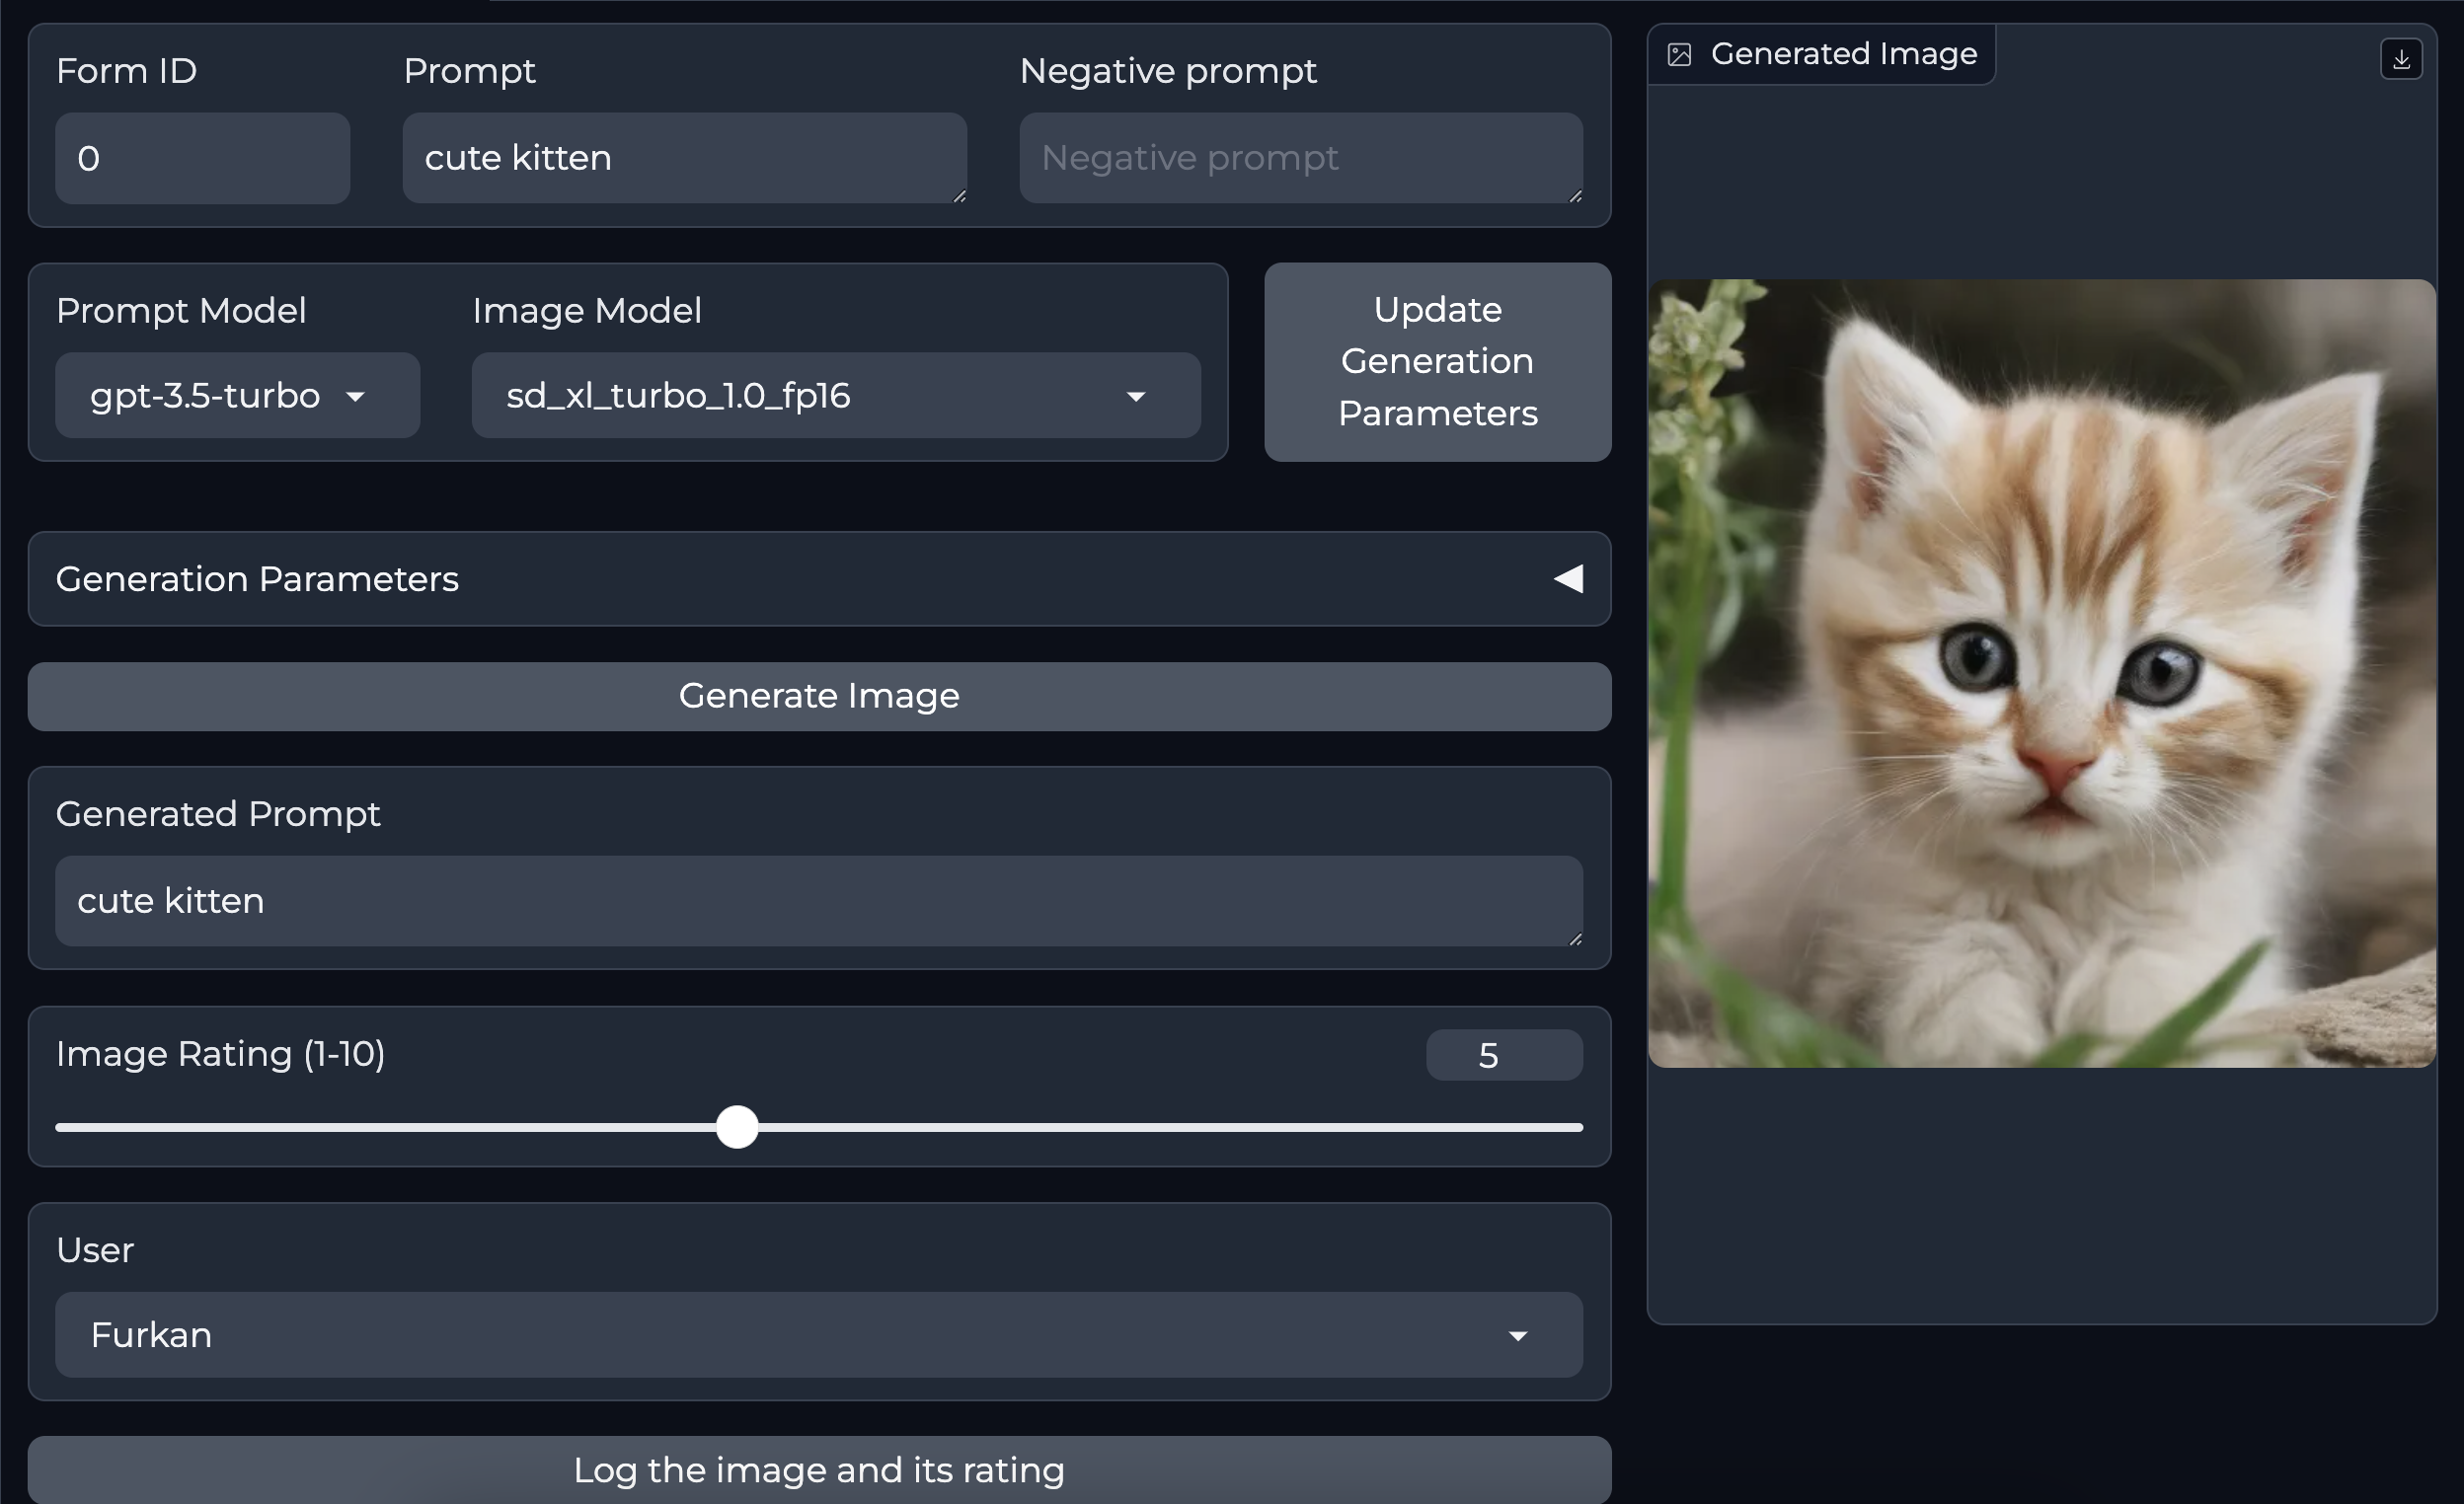 Form ID
Prompt
Negative prompt
0
cute kitten
Negative prompt
Prompt Model
Image Model
gpt-3.5-turbo
sd_xl_turbo_1.0_fp16
Update
Generation
Parameters
Generation Parameters
Generate Image
Generated Prompt
cute kitten
Image Rating (1-10)
5
User
Furkan
Log the image and its rating
Generated Image